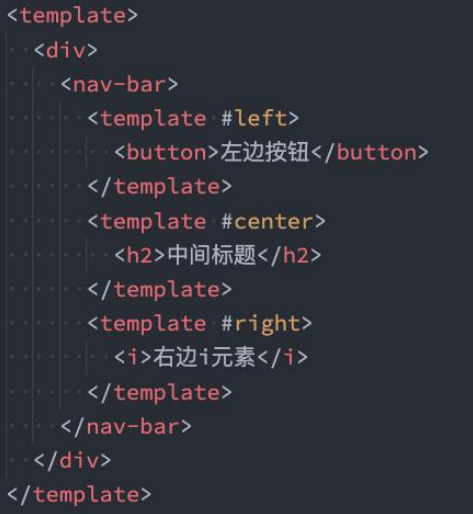 <template>
  <div>
    <nav-bar>
      <template #left>
        <button>左边按钮</button>
      </template>
      <template #center>
        <h2>中间标题</h2>
      </template>
      <template #right>
        <i>右边i元素</i>
      </template>
    </nav-bar>
  </div>
</template>